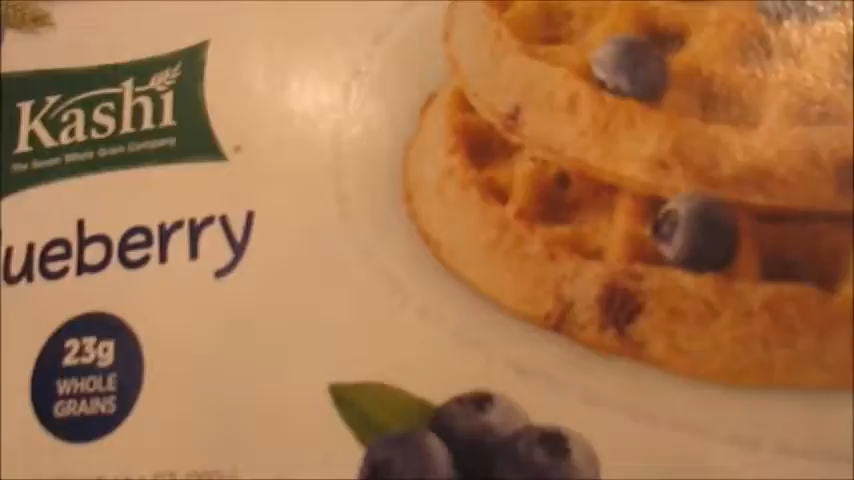 Kashi
The Seven Whole Grain Company
ueberry
23g
WHOLE
GRAINS